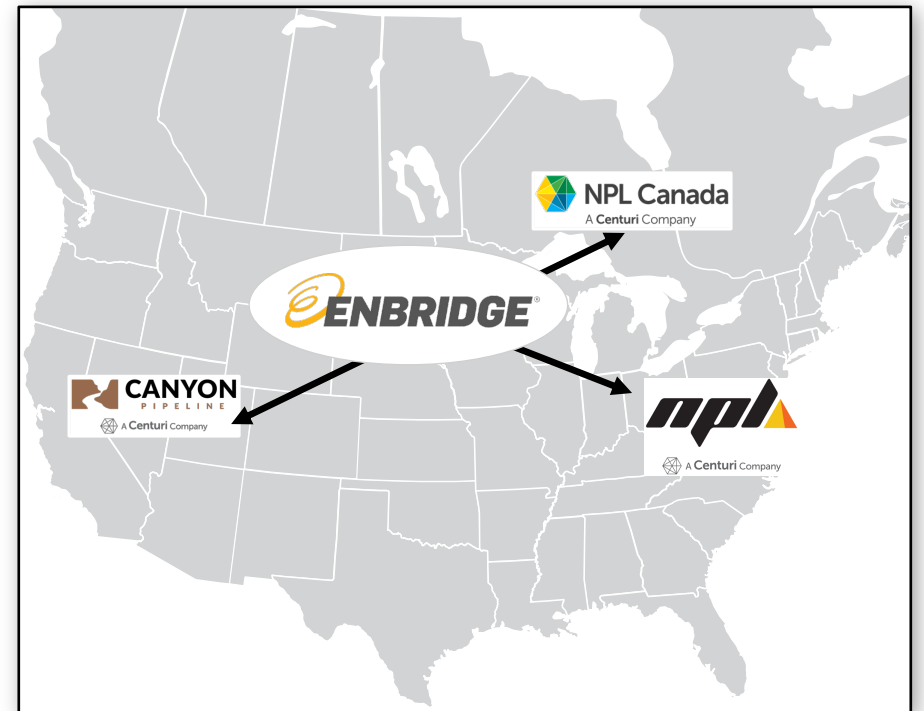 NPL Canada
A Centuri Company
ENBRIDGE®
CANYON
PIPELINE
A Centuri Company
npl
A Centuri Company